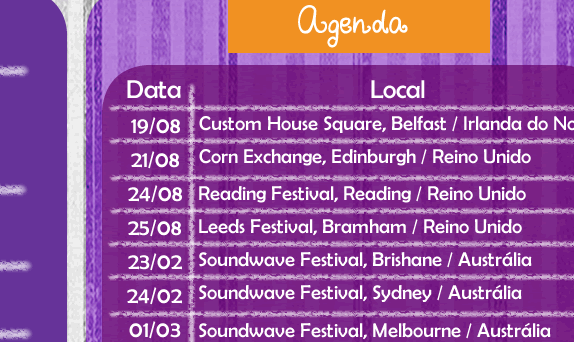 Agenda
Data Local
19/08 Custom House Square, Belfast / Irlanda do No
21/08 Corn Exchange, Edinburgh / Reino Unido
24/08 Reading Festival, Reading / Reino Unido
25/08 Leeds Festival, Bramham / Reino Unido
23/02 Soundwave Festival, Brishane / Austrália
24/02 Soundwave Festival, Sydney / Austrália
01/03 Soundwave Festival, Melbourne / Austrália